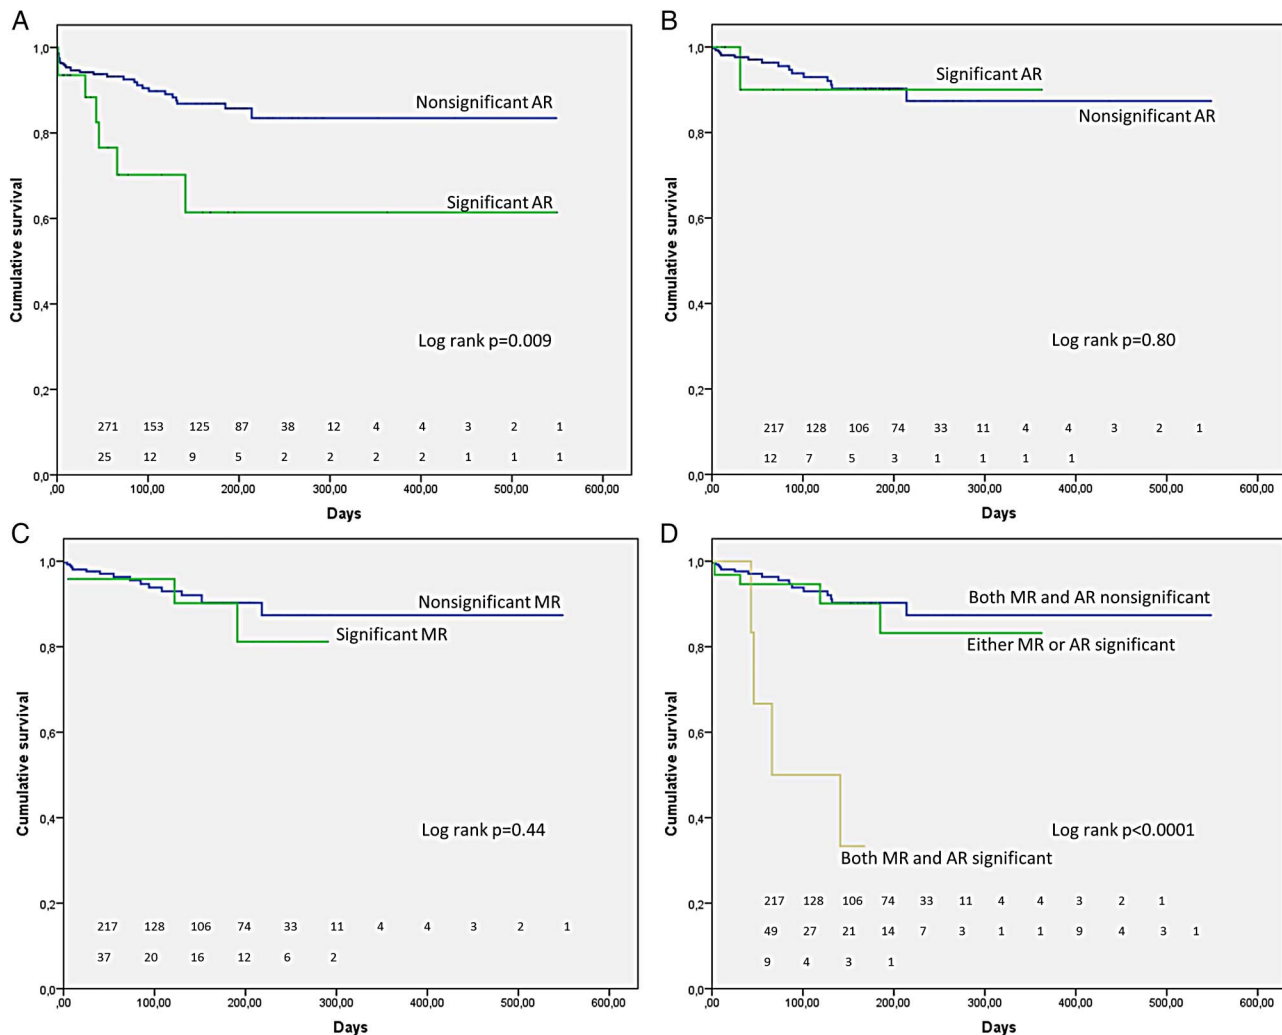 A
Cumulative survival
1,0
0,8
0,6
0,4
0,2
0,0
Nonsignificant AR
Significant AR
Log rank p=0.009
271 153 125 87 38 12 4 4 3 2 1
25 12 9 5 2 2 2 2 1 1 1
,00 100,00 200,00 300,00 400,00 500,00 600,00
Days
B
Cumulative survival
1,0
0,8
0,6
0,4
0,2
0,0
Significant AR
Nonsignificant AR
Log rank p=0.80
217 128 106 74 33 11 4 4 3 2 1
12 7 5 3 1 1 1 1
,00 100,00 200,00 300,00 400,00 500,00 600,00
Days
C
Cumulative survival
1,0
0,8
0,6
0,4
0,2
0,0
Nonsignificant MR
Significant MR
Log rank p=0.44
217 128 106 74 33 11 4 4 3 2 1
37 20 16 12 6 2
,00 100,00 200,00 300,00 400,00 500,00 600,00
Days
D
Cumulative survival
1,0
0,8
0,6
0,4
0,2
0,0
Both MR and AR nonsignificant
Either MR or AR significant
Log rank p<0.0001
Both MR and AR significant
217 128 106 74 33 11 4 4 3 2 1
49 27 21 14 7 3 1 1 9 4 3 1
9 4 3 1
,00 100,00 200,00 300,00 400,00 500,00 600,00
Days